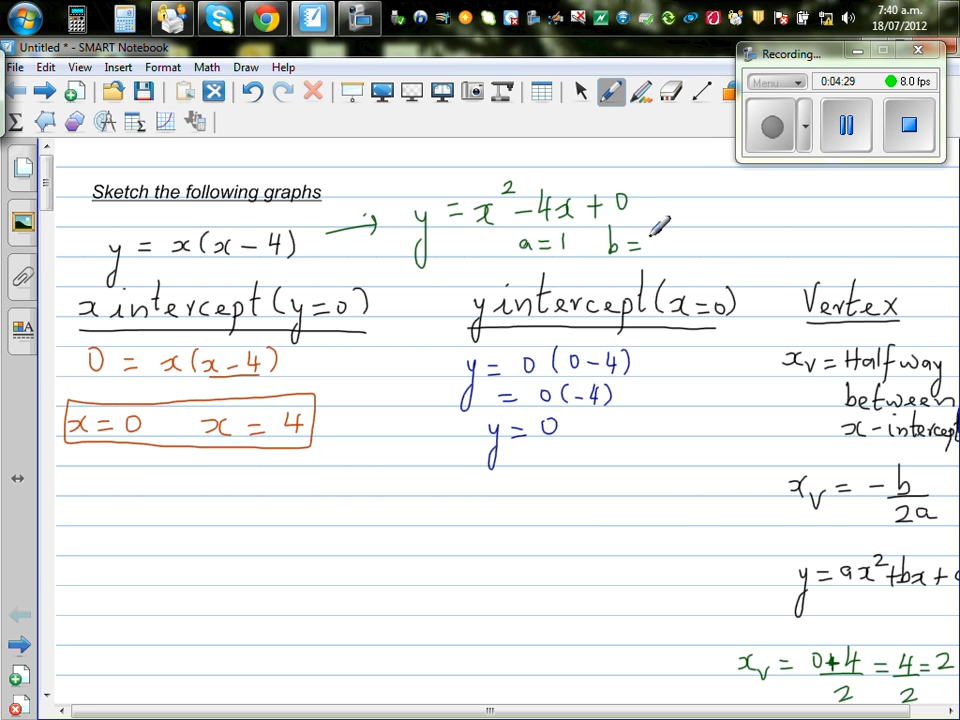 7:40 a.m.
18/07/2012
Untitled * - SMART Notebook
File Edit View Insert Format Math Draw Help
Recording...
Menu
0:04:29
8.0 fps
Sketch the following graphs
y = x(x-4) → y = x² - 4x + 0
a = 1 b =
x intercept (y=0)
0 = x(x-4)
x = 0 x = 4
y intercept (x=0)
y = 0(0-4)
= 0(-4)
y = 0
Vertex
xᵥ = Halfway
between
x-intercept
xᵥ = -b/2a
y = ax² + bx +
xᵥ = 0+4/2 = 4/2 = 2